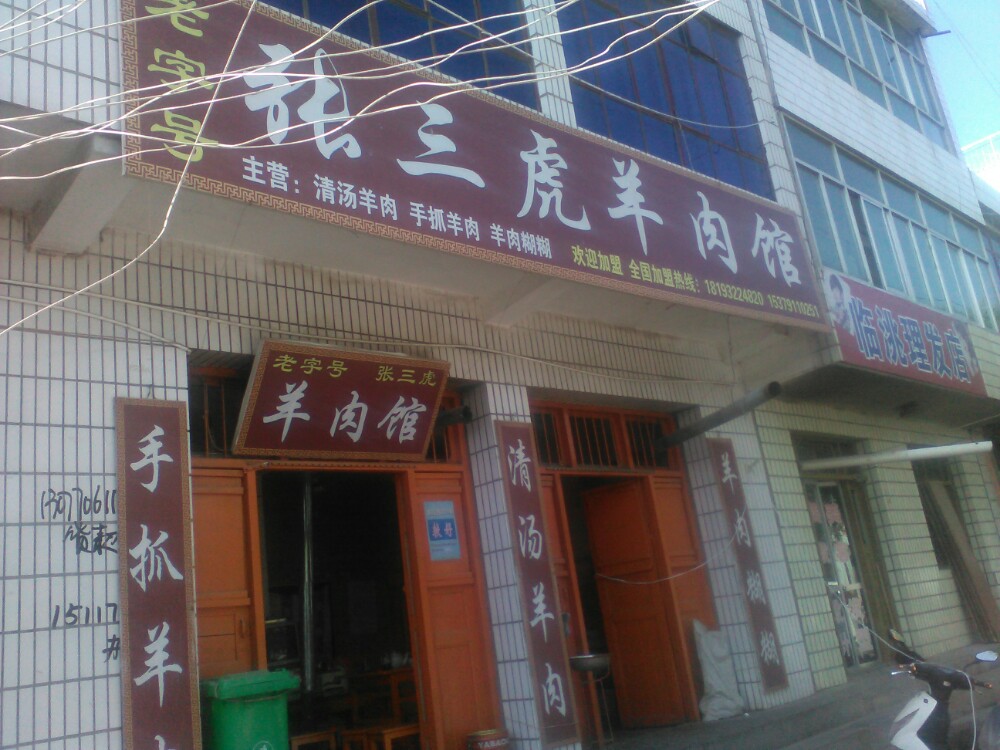 老字号
张三虎羊肉馆
主营：清汤羊肉 手抓羊肉 羊肉糊糊
欢迎加盟 全国加盟热线：18193224820 15379110251
临洮理发店
老字号 张三虎
羊肉馆
手抓羊
清汤羊肉
羊肉糊糊
15117
办